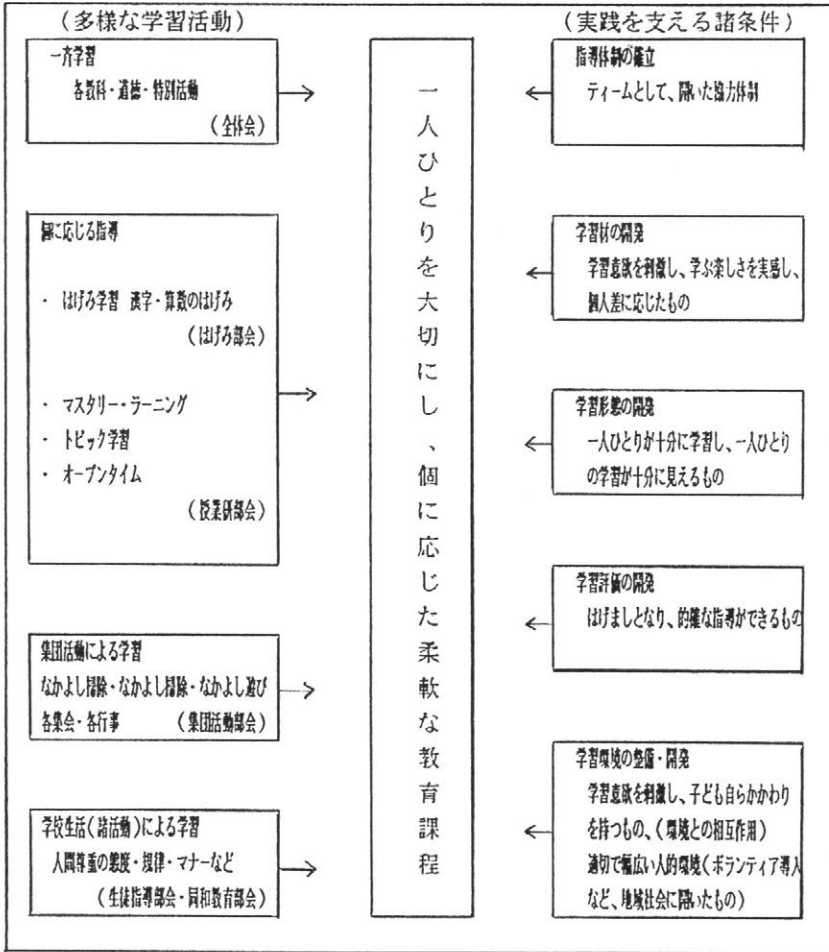 (多様な学習活動)
一斉学習
各教科・道徳・特別活動
(全体会)
個に応じる指導
・ はげみ学習 漢字・算数のはげみ
(はげみ部会)
・ マスタリー・ラーニング
・ トピック学習
・ オープンタイム
(授業研部会)
集団活動による学習
なかよし掃除・なかよし掃除・なかよし遊び
各集会・各行事 (集団活動部会)
学校生活(諸活動)による学習
人間尊重の態度・規律・マナーなど
(生徒指導部会・同和教育部会)
一人ひとりを大切にし、個に応じた柔軟な教育課程
(実践を支える諸条件)
指導体制の確立
ティームとして、開いた協力体制
学習材の開発
学習意欲を刺激し、学ぶ楽しさを実感し、
個人差に応じたもの
学習形態の開発
一人ひとりが十分に学習し、一人ひとり
の学習が十分に見えるもの
学習評価の開発
はげましとなり、的確な指導ができるもの
学習環境の整備・開発
学習意欲を刺激し、子ども自らかかわり
を持つもの、(環境との相互作用)
適切で幅広い人的環境(ボランティア導入
など、地域社会に開いたもの)